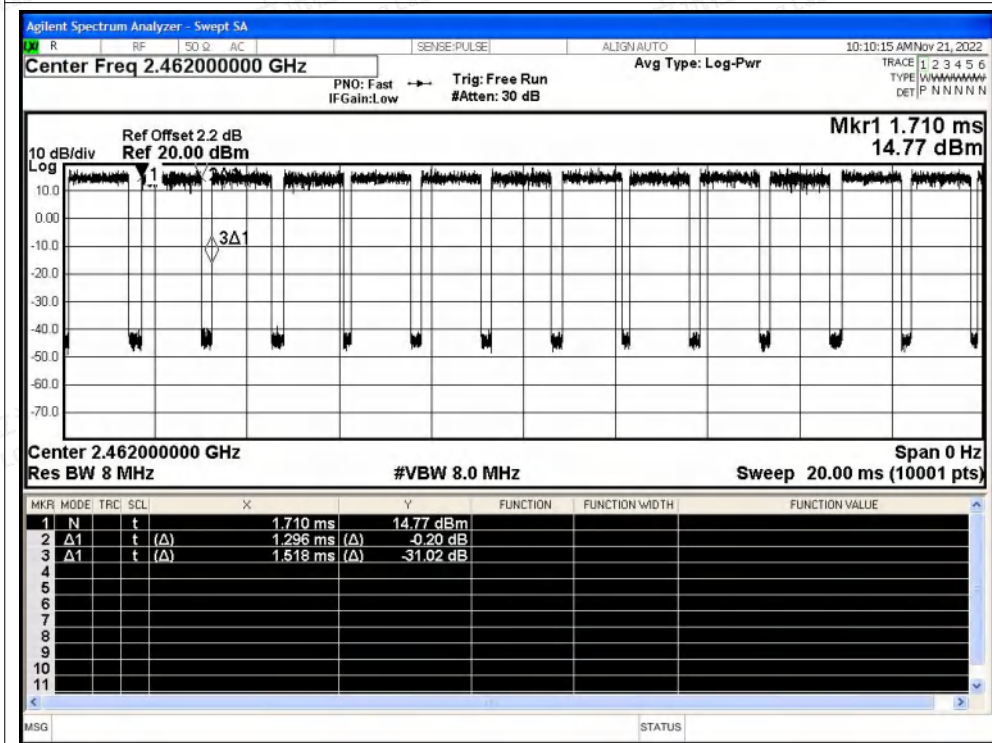 Agilent Spectrum Analyzer - Swept SA
R RF 50 Ω AC SENSE:PULSE ALIGN AUTO 10:10:15 AM Nov 21, 2022
Center Freq 2.462000000 GHz Avg Type: Log-Pwr TRACE 1 2 3 4 5 6
PNO: Fast Trig: Free Run TYPE WWWWWW
IFGain:Low #Atten: 30 dB DET P N N N N N
Mkr1 1.710 ms
Ref Offset 2.2 dB
10 dB/div Ref 20.00 dBm 14.77 dBm
Log
1
10.0
0.00
3Δ1
-10.0
-20.0
-30.0
-40.0
-50.0
-60.0
-70.0
Center 2.462000000 GHz Span 0 Hz
Res BW 8 MHz #VBW 8.0 MHz Sweep 20.00 ms (10001 pts)
MKR MODE TRC SCL X Y FUNCTION FUNCTION WIDTH FUNCTION VALUE
1 N t 1.710 ms 14.77 dBm
2 Δ1 t (Δ) 1.296 ms (Δ) -0.20 dB
3 Δ1 t (Δ) 1.518 ms (Δ) -31.02 dB
4
5
6
7
8
9
10
11
MSG STATUS